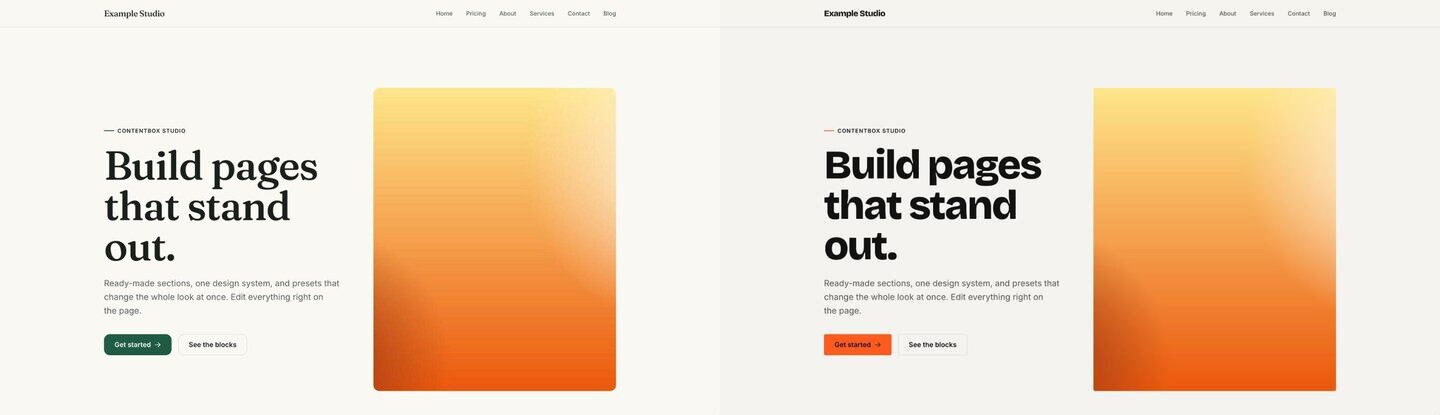 Example Studio
Home Pricing About Services Contact Blog
CONTENTBOX STUDIO
Build pages
that stand
out.
Ready-made sections, one design system, and presets that
change the whole look at once. Edit everything right on
the page.
Get started → See the blocks
Example Studio
Home Pricing About Services Contact Blog
CONTENTBOX STUDIO
Build pages
that stand
out.
Ready-made sections, one design system, and presets that
change the whole look at once. Edit everything right on
the page.
Get started → See the blocks